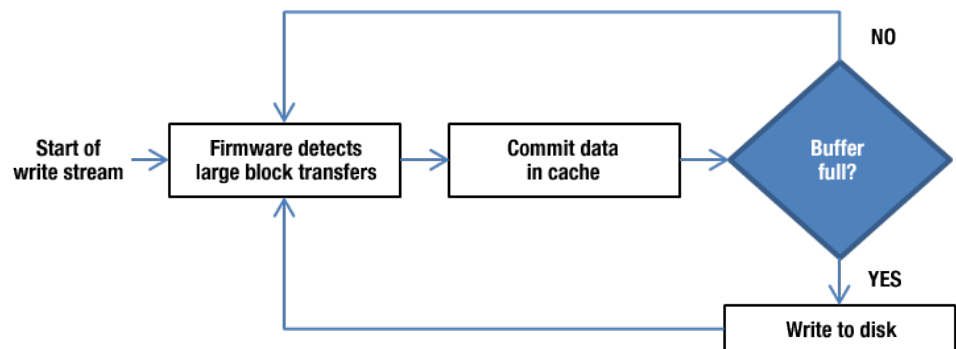 NO
Start of
write stream
Firmware detects
large block transfers
Commit data
in cache
Buffer
full?
YES
Write to disk